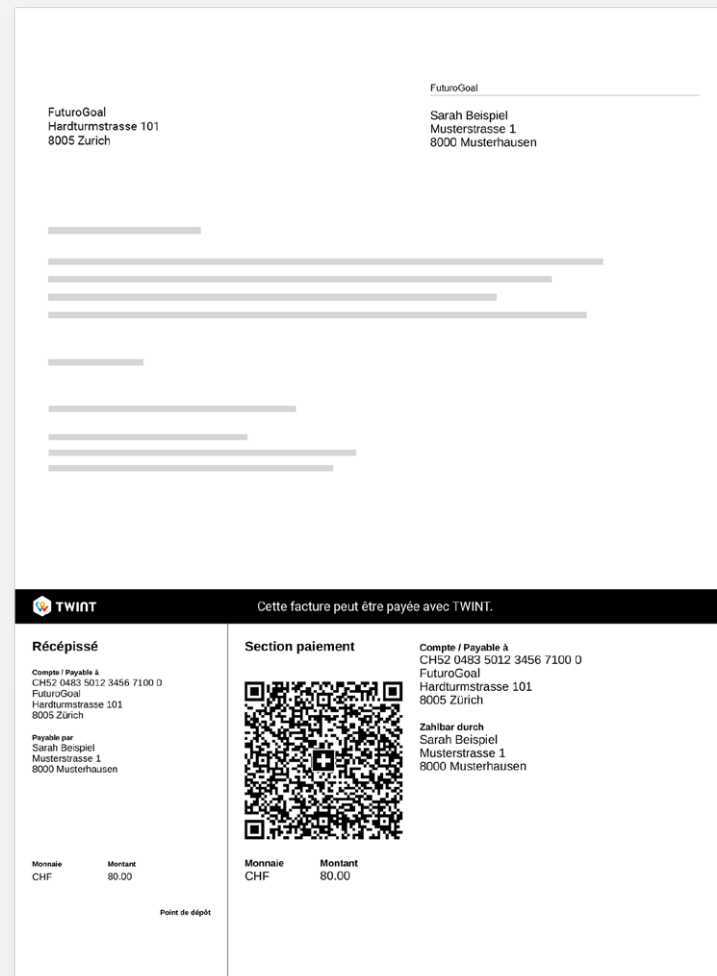 FuturoGoal
FuturoGoal
Hardturmstrasse 101
8005 Zurich
Sarah Beispiel
Musterstrasse 1
8000 Musterhausen
TWINT
Cette facture peut être payée avec TWINT.
Récépissé
Compte / Payable à
CH52 0483 5012 3456 7100 0
FuturoGoal
Hardturmstrasse 101
8005 Zürich
Payable par
Sarah Beispiel
Musterstrasse 1
8000 Musterhausen
Monnaie Montant
CHF 80.00
Point de dépôt
Section paiement
Monnaie Montant
CHF 80.00
Compte / Payable à
CH52 0483 5012 3456 7100 0
FuturoGoal
Hardturmstrasse 101
8005 Zürich
Zahlbar durch
Sarah Beispiel
Musterstrasse 1
8000 Musterhausen